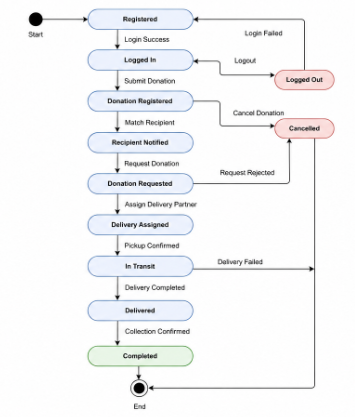 Registered
Start
Login Failed
Login Success
Logged In
Logout
Logged Out
Submit Donation
Donation Registered
Cancel Donation
Match Recipient
Cancelled
Recipient Notified
Request Donation
Request Rejected
Donation Requested
Assign Delivery Partner
Delivery Assigned
Pickup Confirmed
In Transit
Delivery Failed
Delivery Completed
Delivered
Collection Confirmed
Completed
End